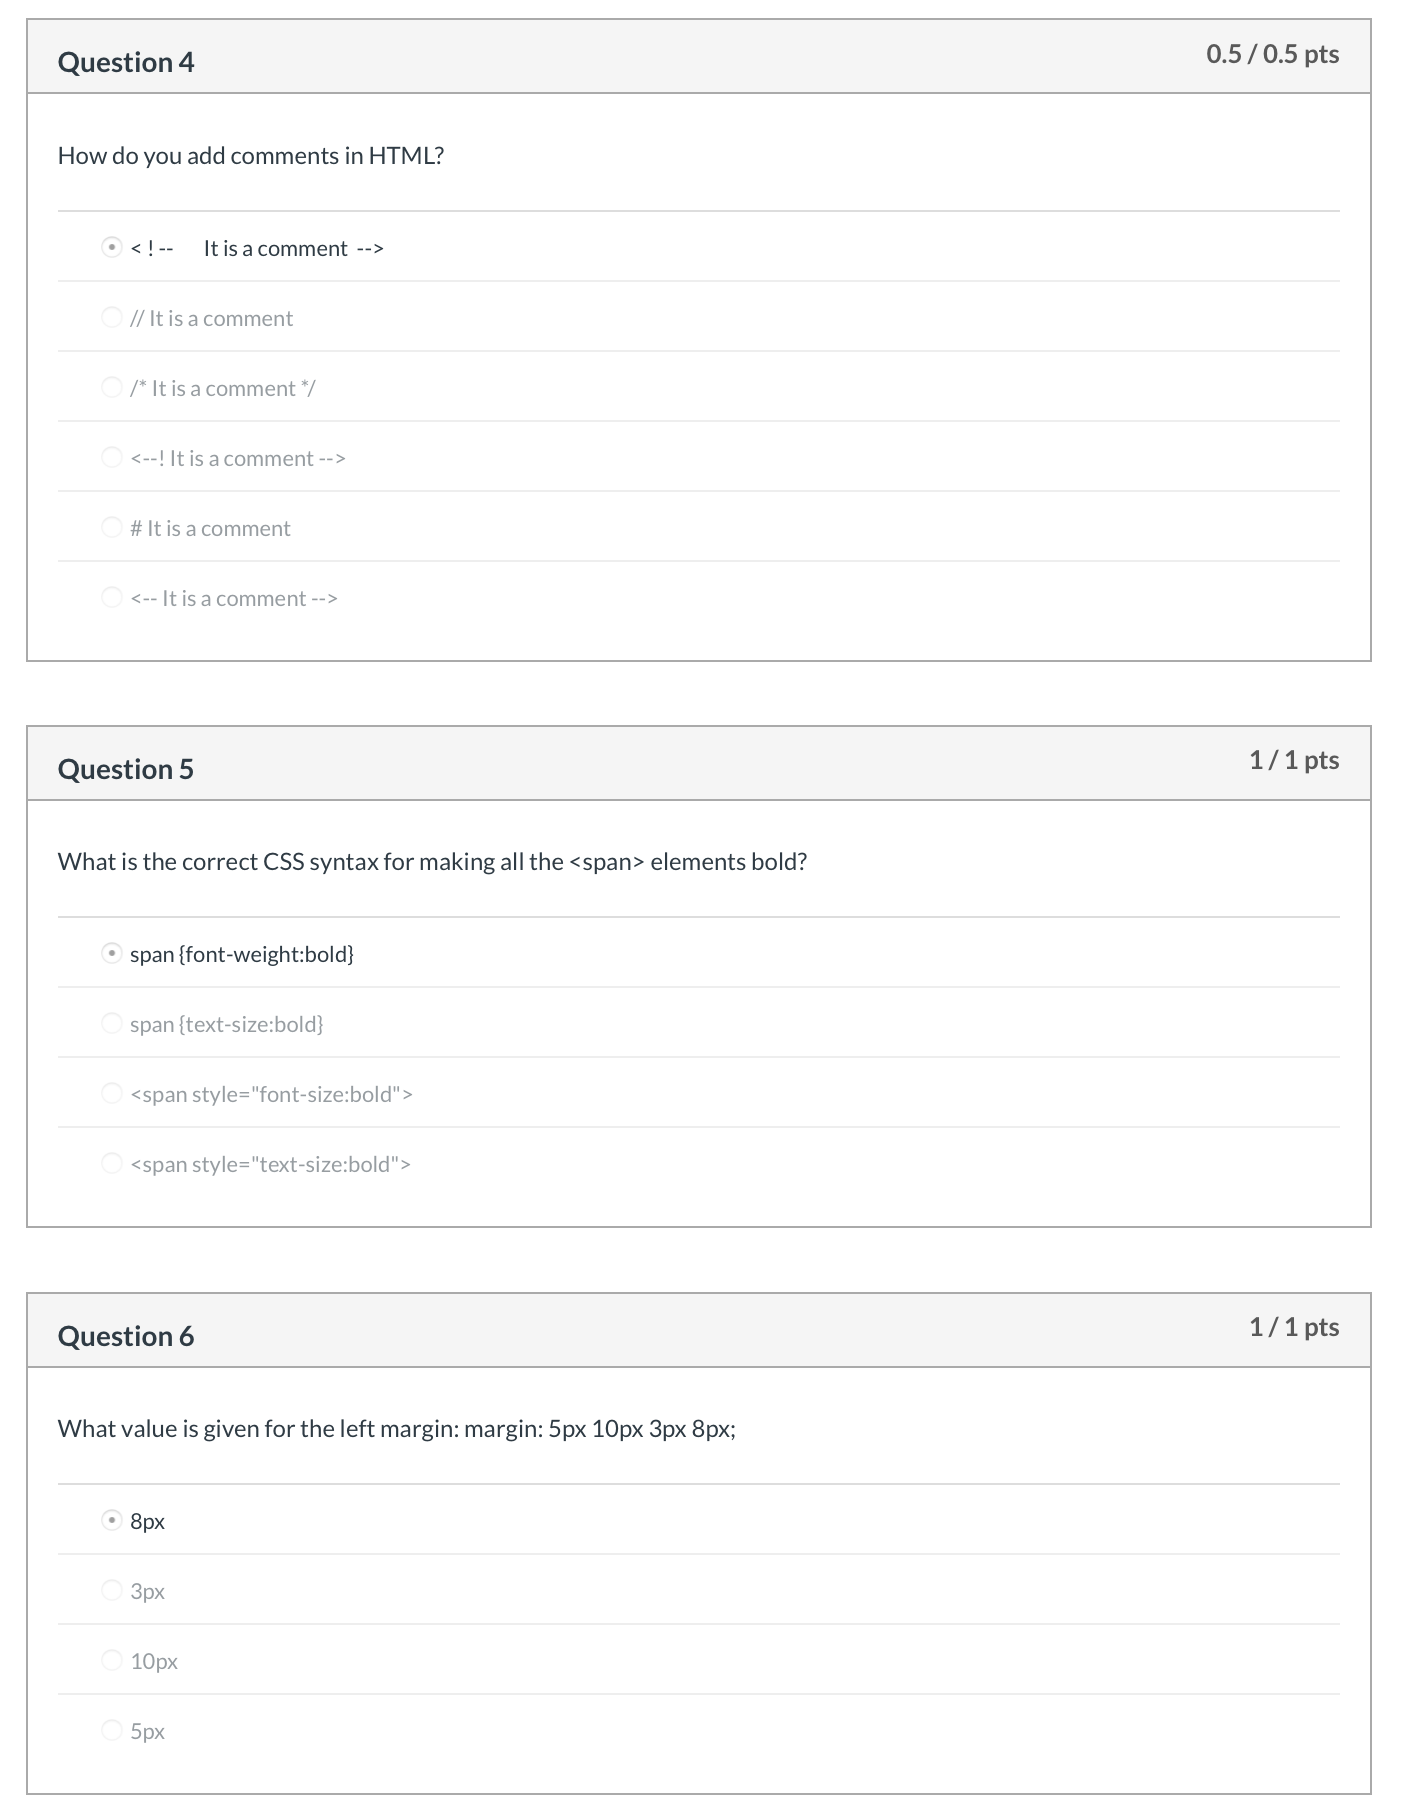 Question 4
0.5 / 0.5 pts
How do you add comments in HTML?
< ! -- It is a comment -->
// It is a comment
/* It is a comment */
<--! It is a comment -->
# It is a comment
<-- It is a comment -->
Question 5
1 / 1 pts
What is the correct CSS syntax for making all the <span> elements bold?
span {font-weight:bold}
span {text-size:bold}
<span style="font-size:bold">
<span style="text-size:bold">
Question 6
1 / 1 pts
What value is given for the left margin: margin: 5px 10px 3px 8px;
8px
3px
10px
5px